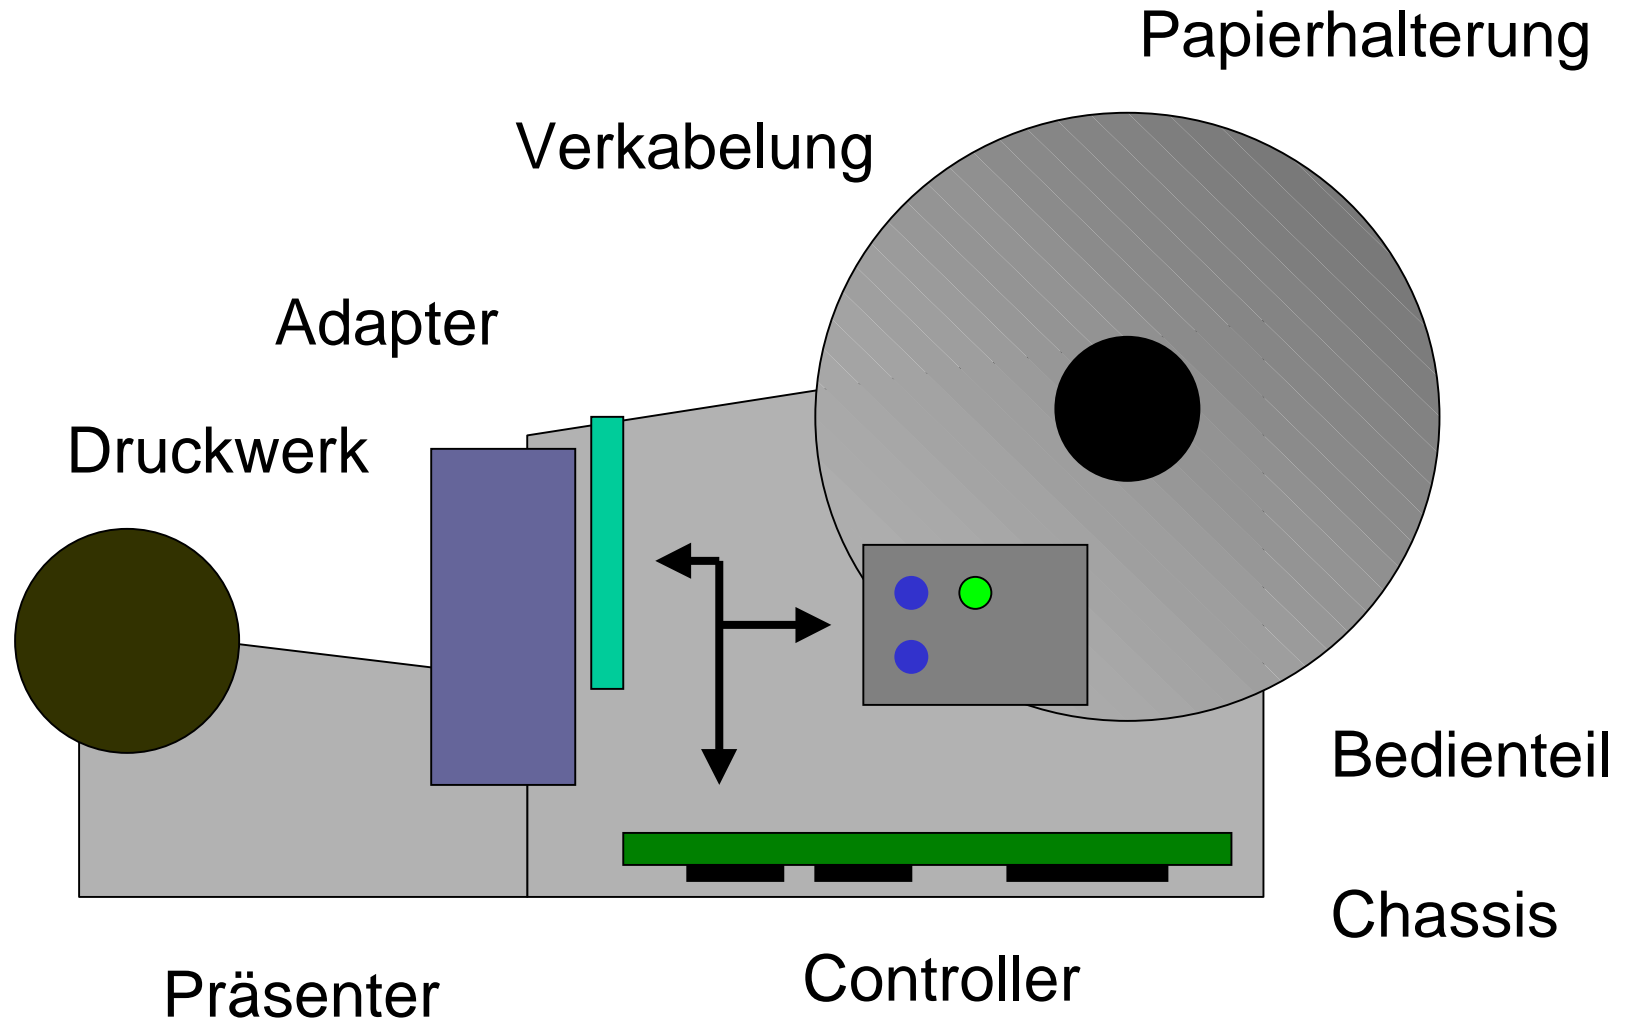 Papierhalterung
Verkabelung
Adapter
Druckwerk
Bedienteil
Chassis
Controller
Präsenter